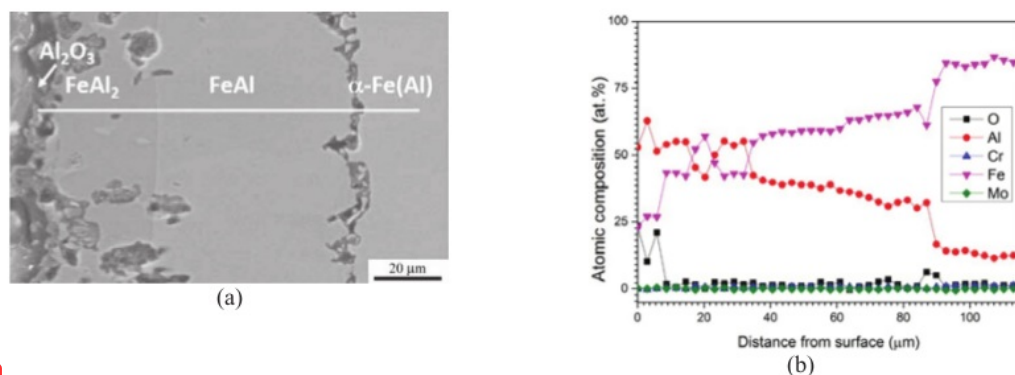 Al₂O₃
FeAl₂ FeAl α-Fe(Al)
20 μm
(a)
100
75
50
25
0
Atomic composition (at.%)
O
Al
Cr
Fe
Mo
0 20 40 60 80 100
Distance from surface (μm)
(b)